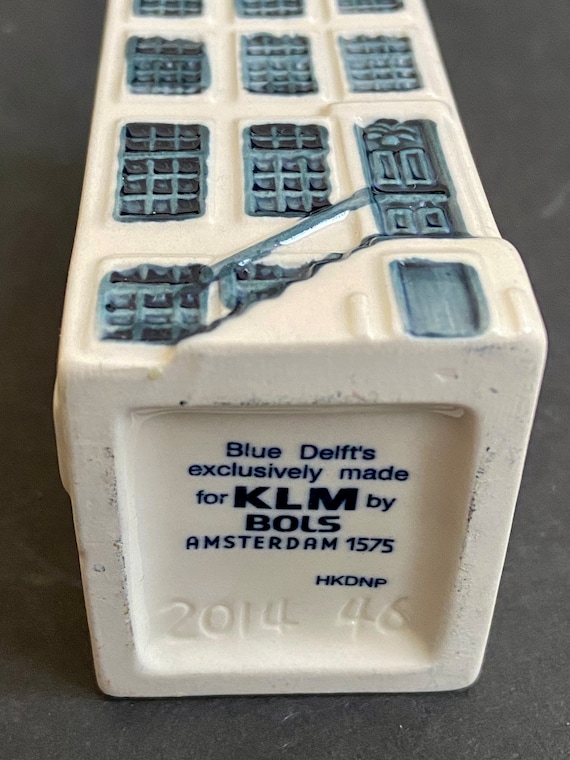 Blue Delft's
exclusively made
for KLM by
BOLS
AMSTERDAM 1575
HKDNP
2014 46